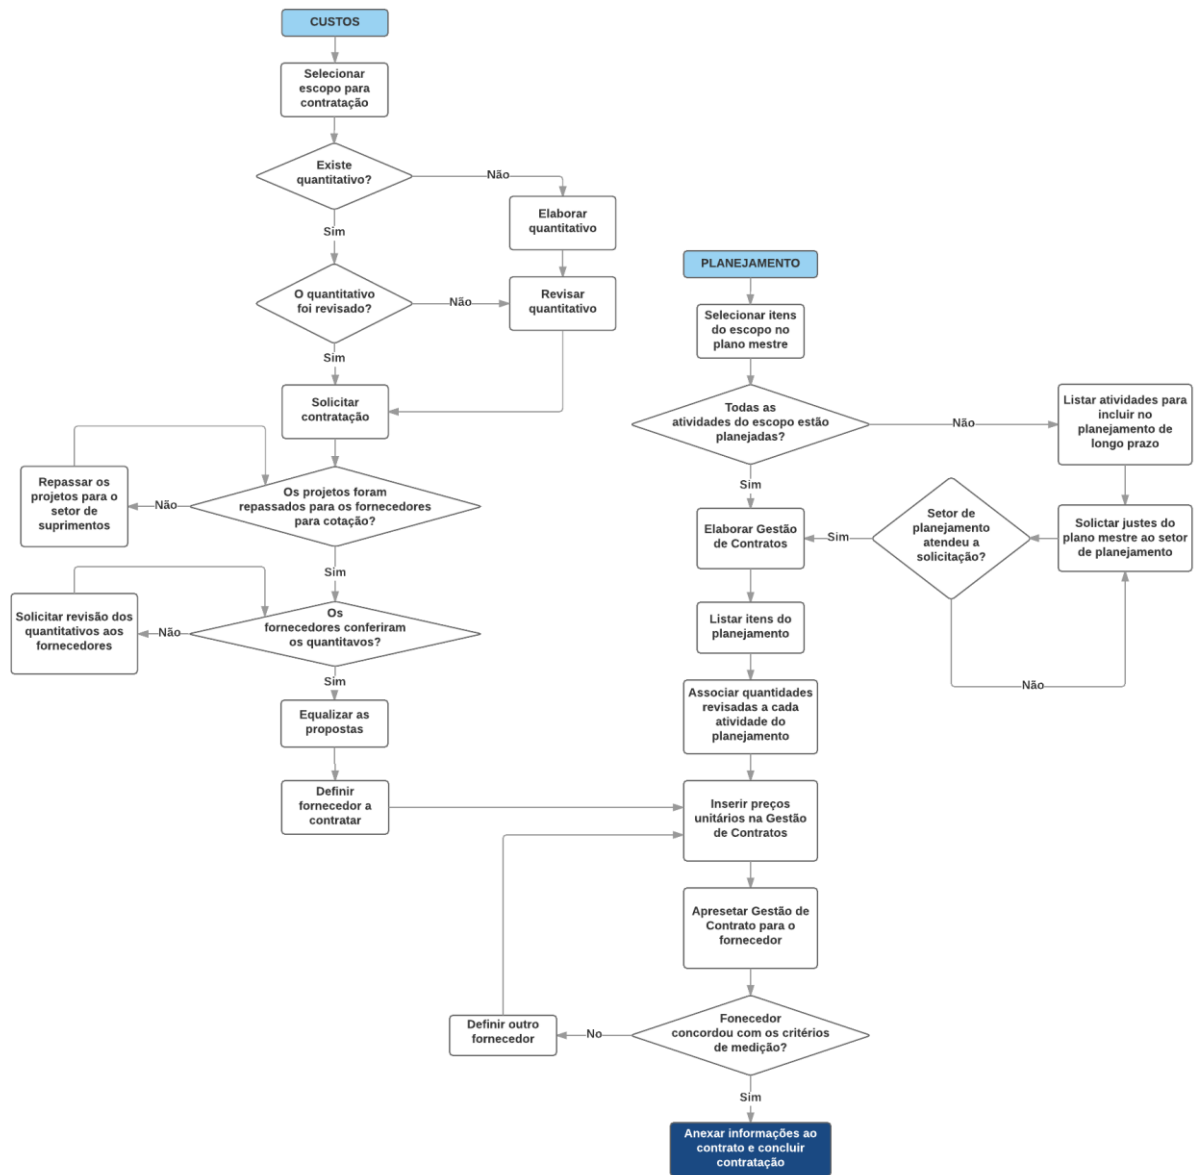 CUSTOS
Selecionar
escopo para
contratação
Existe
quantitativo?
Não
Elaborar
quantitativo
Sim
O quantitativo
foi revisado?
Não
Revisar
quantitativo
Sim
Solicitar
contratação
Os projetos foram
repassados para os fornecedores
para cotação?
Não
Repassar os
projetos para o
setor de
suprimentos
Sim
Os
fornecedores conferiram
os quantitavos?
Não
Solicitar revisão dos
quantitativos aos
fornecedores
Sim
Equalizar as
propostas
Definir
fornecedor a
contratar
PLANEJAMENTO
Selecionar itens
do escopo no
plano mestre
Todas as
atividades do escopo estão
planejadas?
Não
Listar atividades para
incluir no
planejamento de
longo prazo
Solictar justes do
plano mestre ao setor
de planejamento
Setor de
planejamento
atendeu a
solicitação?
Sim
Não
Sim
Elaborar Gestão
de Contratos
Listar itens do
planejamento
Associar quantidades
revisadas a cada
atividade do
planejamento
Inserir preços
unitários na Gestão
de Contratos
Apresetar Gestão de
Contrato para o
fornecedor
Fonecedor
concordou com os critérios
de medição?
No
Definir outro
fornecedor
Sim
Anexar informações ao
contrato e concluir
contratação